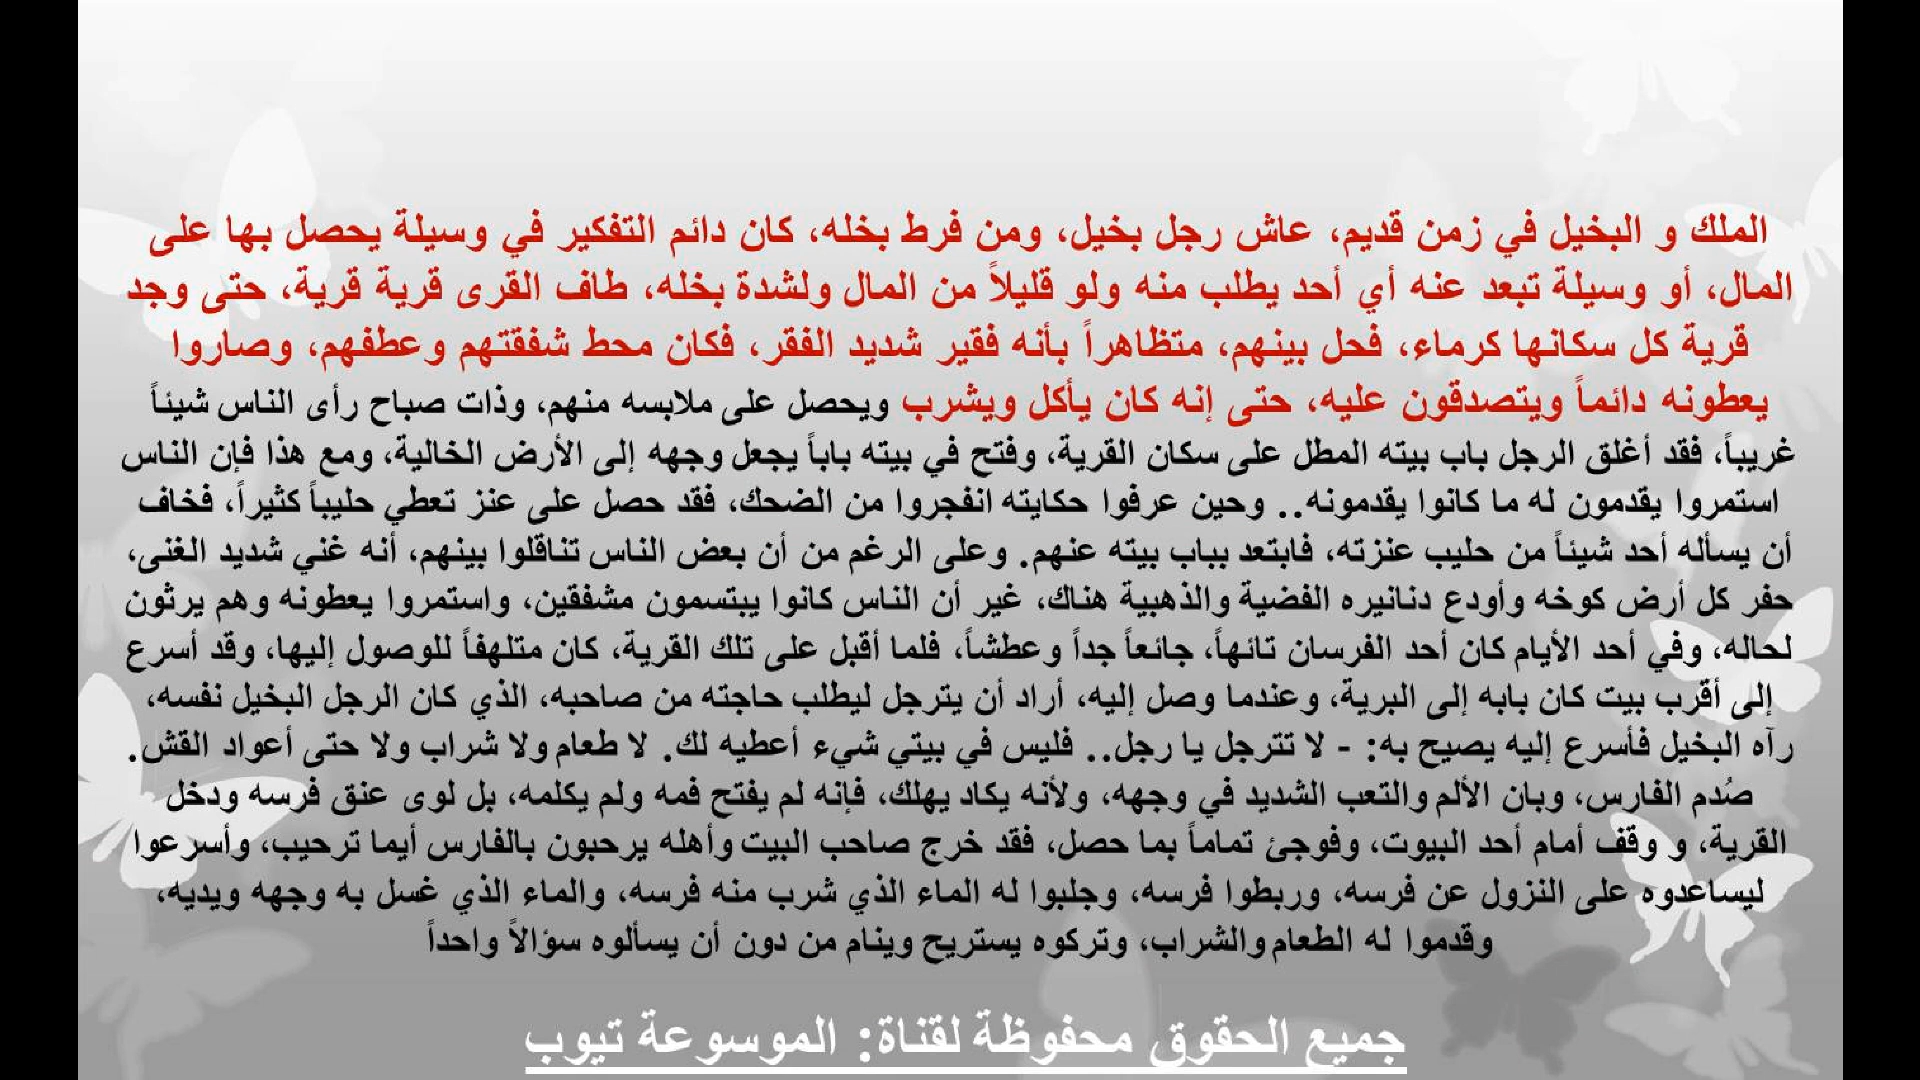 الملك و البخيل في زمن قديم، عاش رجل بخيل، ومن فرط بخله، كان دائم التفكير في وسيلة يحصل بها على
المال، أو وسيلة تبعد عنه أي أحد يطلب منه ولو قليلاً من المال ولشدة بخله، طاف القرى قرية قرية، حتى وجد
قرية كل سكانها كرماء، فحل بينهم، متظاهراً بأنه فقير شديد الفقر، فكان محط شفقتهم وعطفهم، وصاروا
يعطونه دائماً ويتصدقون عليه، حتى إنه كان يأكل ويشرب ويحصل على ملابسه منهم، وذات صباح رأى الناس شيئاً
غريباً، فقد أغلق الرجل باب بيته المطل على سكان القرية، وفتح في بيته باباً يجعل وجهه إلى الأرض الخالية، ومع هذا فإن الناس
استمروا يقدمون له ما كانوا يقدمونه.. وحين عرفوا حكايته انفجروا من الضحك، فقد حصل على عنز تعطي حليباً كثيراً، فخاف
أن يسأله أحد شيئاً من حليب عنزته، فابتعد بباب بيته عنهم. وعلى الرغم من أن بعض الناس تناقلوا بينهم، أنه غني شديد الغنى،
حفر كل أرض كوخه وأودع دنانيره الفضية والذهبية هناك، غير أن الناس كانوا يبتسمون مشفقين، واستمروا يعطونه وهم يرثون
لحاله، وفي أحد الأيام كان أحد الفرسان تائهاً، جائعاً جداً وعطشاً، فلما أقبل على تلك القرية، كان متلهفاً للوصول إليها، وقد أسرع
إلى أقرب بيت كان بابه إلى البرية، وعندما وصل إليه، أراد أن يترجل ليطلب حاجته من صاحبه، الذي كان الرجل البخيل نفسه،
رآه البخيل فأسرع إليه يصيح به: - لا تترجل يا رجل.. فليس في بيتي شيء أعطيه لك. لا طعام ولا شراب ولا حتى أعواد القش.
صُدم الفارس، وبان الألم والتعب الشديد في وجهه، ولأنه يكاد يهلك، فإنه لم يفتح فمه ولم يكلمه، بل لوى عنق فرسه ودخل
القرية، و وقف أمام أحد البيوت، وفوجئ تماماً بما حصل، فقد خرج صاحب البيت وأهله يرحبون بالفارس أيما ترحيب، وأسرعوا
ليساعدوه على النزول عن فرسه، وربطوا فرسه، وجلبوا له الماء الذي شرب منه فرسه، والماء الذي غسل به وجهه ويديه،
وقدموا له الطعام والشراب، وتركوه يستريح وينام من دون أن يسألوه سؤالاً واحداً
جميع الحقوق محفوظة لقناة: الموسوعة تيوب